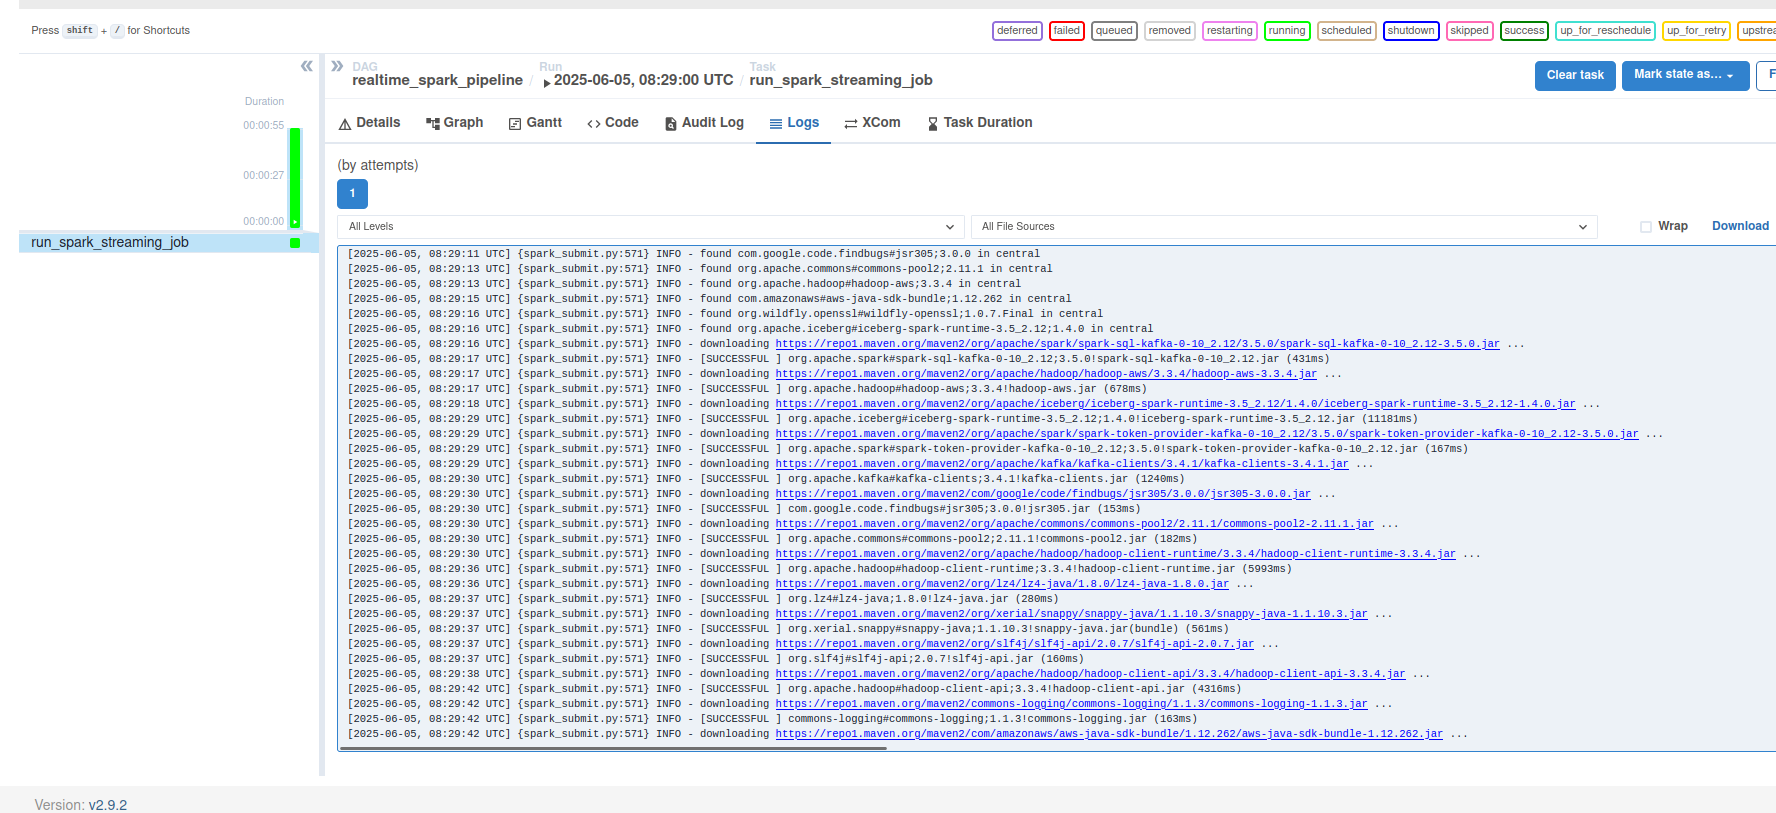 Press shift + / for Shortcuts
deferred failed queued removed restarting running scheduled shutdown skipped success up_for_reschedule up_for_retry
DAG Run Task
realtime_spark_pipeline / 2025-06-05, 08:29:00 UTC / run_spark_streaming_job
Clear task Mark state as…
Duration
00:00:55
00:00:27
00:00:00
run_spark_streaming_job
Details Graph Gantt Code Audit Log Logs XCom Task Duration
(by attempts)
1
All Levels All File Sources Wrap Download
[2025-06-05, 08:29:11 UTC] {spark_submit.py:571} INFO - found com.google.code.findbugs#jsr305;3.0.0 in central
[2025-06-05, 08:29:13 UTC] {spark_submit.py:571} INFO - found org.apache.commons#commons-pool2;2.11.1 in central
[2025-06-05, 08:29:13 UTC] {spark_submit.py:571} INFO - found org.apache.hadoop#hadoop-aws;3.3.4 in central
[2025-06-05, 08:29:15 UTC] {spark_submit.py:571} INFO - found com.amazonaws#aws-java-sdk-bundle;1.12.262 in central
[2025-06-05, 08:29:16 UTC] {spark_submit.py:571} INFO - found org.wildfly.openssl#wildfly-openssl;1.0.7.Final in central
[2025-06-05, 08:29:16 UTC] {spark_submit.py:571} INFO - found org.apache.iceberg#iceberg-spark-runtime-3.5_2.12;1.4.0 in central
[2025-06-05, 08:29:16 UTC] {spark_submit.py:571} INFO - downloading https://repo1.maven.org/maven2/org/apache/spark/spark-sql-kafka-0-10_2.12/3.5.0/spark-sql-kafka-0-10_2.12-3.5.0.jar ...
[2025-06-05, 08:29:17 UTC] {spark_submit.py:571} INFO - [SUCCESSFUL ] org.apache.spark#spark-sql-kafka-0-10_2.12;3.5.0!spark-sql-kafka-0-10_2.12.jar (431ms)
[2025-06-05, 08:29:17 UTC] {spark_submit.py:571} INFO - downloading https://repo1.maven.org/maven2/org/apache/hadoop/hadoop-aws/3.3.4/hadoop-aws-3.3.4.jar ...
[2025-06-05, 08:29:17 UTC] {spark_submit.py:571} INFO - [SUCCESSFUL ] org.apache.hadoop#hadoop-aws;3.3.4!hadoop-aws.jar (678ms)
[2025-06-05, 08:29:18 UTC] {spark_submit.py:571} INFO - downloading https://repo1.maven.org/maven2/org/apache/iceberg/iceberg-spark-runtime-3.5_2.12/1.4.0/iceberg-spark-runtime-3.5_2.12-1.4.0.jar ...
[2025-06-05, 08:29:29 UTC] {spark_submit.py:571} INFO - [SUCCESSFUL ] org.apache.iceberg#iceberg-spark-runtime-3.5_2.12;1.4.0!iceberg-spark-runtime-3.5_2.12.jar (11181ms)
[2025-06-05, 08:29:29 UTC] {spark_submit.py:571} INFO - downloading https://repo1.maven.org/maven2/org/apache/spark/spark-token-provider-kafka-0-10_2.12/3.5.0/spark-token-provider-kafka-0-10_2.12-3.5.0.jar ...
[2025-06-05, 08:29:29 UTC] {spark_submit.py:571} INFO - [SUCCESSFUL ] org.apache.spark#spark-token-provider-kafka-0-10_2.12;3.5.0!spark-token-provider-kafka-0-10_2.12.jar (167ms)
[2025-06-05, 08:29:29 UTC] {spark_submit.py:571} INFO - downloading https://repo1.maven.org/maven2/org/apache/kafka/kafka-clients/3.4.1/kafka-clients-3.4.1.jar ...
[2025-06-05, 08:29:30 UTC] {spark_submit.py:571} INFO - [SUCCESSFUL ] org.apache.kafka#kafka-clients;3.4.1!kafka-clients.jar (1240ms)
[2025-06-05, 08:29:30 UTC] {spark_submit.py:571} INFO - downloading https://repo1.maven.org/maven2/com/google/code/findbugs/jsr305/3.0.0/jsr305-3.0.0.jar ...
[2025-06-05, 08:29:30 UTC] {spark_submit.py:571} INFO - [SUCCESSFUL ] com.google.code.findbugs#jsr305;3.0.0!jsr305.jar (153ms)
[2025-06-05, 08:29:30 UTC] {spark_submit.py:571} INFO - downloading https://repo1.maven.org/maven2/org/apache/commons/commons-pool2/2.11.1/commons-pool2-2.11.1.jar ...
[2025-06-05, 08:29:30 UTC] {spark_submit.py:571} INFO - [SUCCESSFUL ] org.apache.commons#commons-pool2;2.11.1!commons-pool2.jar (182ms)
[2025-06-05, 08:29:30 UTC] {spark_submit.py:571} INFO - downloading https://repo1.maven.org/maven2/org/apache/hadoop/hadoop-client-runtime/3.3.4/hadoop-client-runtime-3.3.4.jar ...
[2025-06-05, 08:29:36 UTC] {spark_submit.py:571} INFO - [SUCCESSFUL ] org.apache.hadoop#hadoop-client-runtime;3.3.4!hadoop-client-runtime.jar (5993ms)
[2025-06-05, 08:29:36 UTC] {spark_submit.py:571} INFO - downloading https://repo1.maven.org/maven2/org/lz4/lz4-java/1.8.0/lz4-java-1.8.0.jar ...
[2025-06-05, 08:29:37 UTC] {spark_submit.py:571} INFO - [SUCCESSFUL ] org.lz4#lz4-java;1.8.0!lz4-java.jar (280ms)
[2025-06-05, 08:29:37 UTC] {spark_submit.py:571} INFO - downloading https://repo1.maven.org/maven2/org/xerial/snappy/snappy-java/1.1.10.3/snappy-java-1.1.10.3.jar ...
[2025-06-05, 08:29:37 UTC] {spark_submit.py:571} INFO - [SUCCESSFUL ] org.xerial.snappy#snappy-java;1.1.10.3!snappy-java.jar(bundle) (561ms)
[2025-06-05, 08:29:37 UTC] {spark_submit.py:571} INFO - downloading https://repo1.maven.org/maven2/org/slf4j/slf4j-api/2.0.7/slf4j-api-2.0.7.jar ...
[2025-06-05, 08:29:37 UTC] {spark_submit.py:571} INFO - [SUCCESSFUL ] org.slf4j#slf4j-api;2.0.7!slf4j-api.jar (160ms)
[2025-06-05, 08:29:38 UTC] {spark_submit.py:571} INFO - downloading https://repo1.maven.org/maven2/org/apache/hadoop/hadoop-client-api/3.3.4/hadoop-client-api-3.3.4.jar ...
[2025-06-05, 08:29:42 UTC] {spark_submit.py:571} INFO - [SUCCESSFUL ] org.apache.hadoop#hadoop-client-api;3.3.4!hadoop-client-api.jar (4316ms)
[2025-06-05, 08:29:42 UTC] {spark_submit.py:571} INFO - downloading https://repo1.maven.org/maven2/commons-logging/commons-logging/1.1.3/commons-logging-1.1.3.jar ...
[2025-06-05, 08:29:42 UTC] {spark_submit.py:571} INFO - [SUCCESSFUL ] commons-logging#commons-logging;1.1.3!commons-logging.jar (163ms)
[2025-06-05, 08:29:42 UTC] {spark_submit.py:571} INFO - downloading https://repo1.maven.org/maven2/com/amazonaws/aws-java-sdk-bundle/1.12.262/aws-java-sdk-bundle-1.12.262.jar ...
Version: v2.9.2